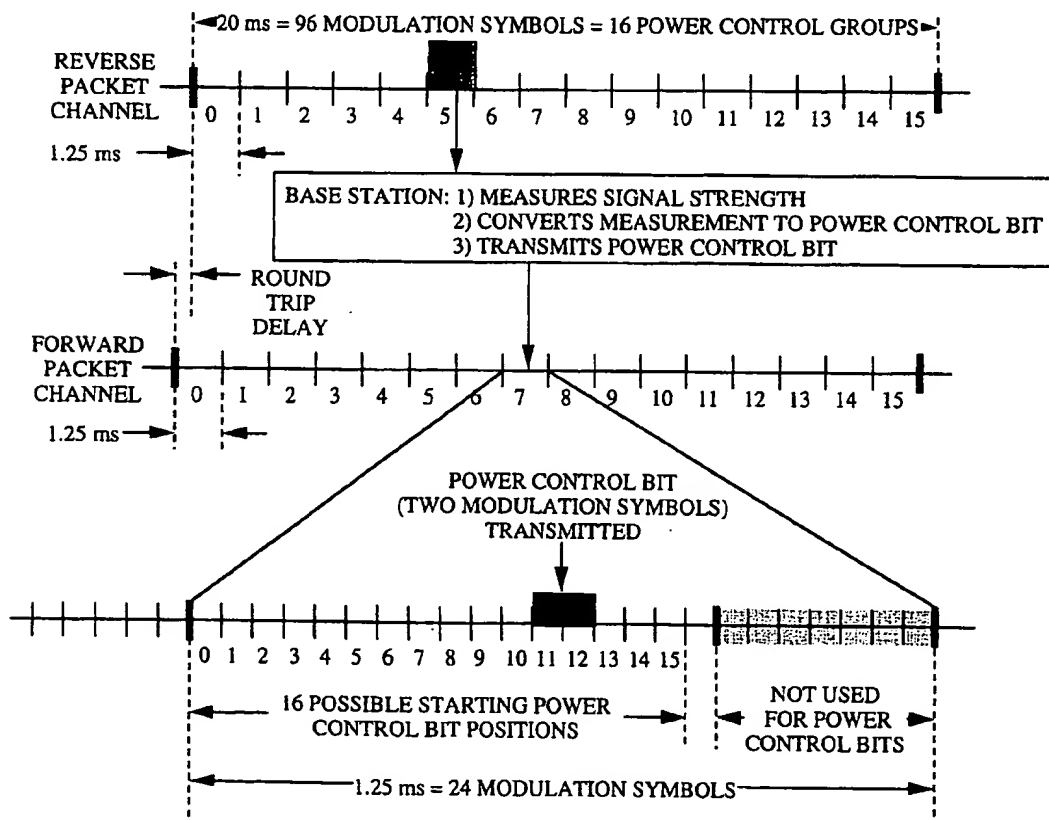 20 ms = 96 MODULATION SYMBOLS = 16 POWER CONTROL GROUPS
REVERSE
PACKET
CHANNEL
0 1 2 3 4 5 6 7 8 9 10 11 12 13 14 15
1.25 ms
BASE STATION: 1) MEASURES SIGNAL STRENGTH
2) CONVERTS MEASUREMENT TO POWER CONTROL BIT
3) TRANSMITS POWER CONTROL BIT
ROUND
TRIP
DELAY
FORWARD
PACKET
CHANNEL
0 1 2 3 4 5 6 7 8 9 10 11 12 13 14 15
1.25 ms
POWER CONTROL BIT
(TWO MODULATION SYMBOLS)
TRANSMITTED
0 1 2 3 4 5 6 7 8 9 10 11 12 13 14 15
16 POSSIBLE STARTING POWER
CONTROL BIT POSITIONS
NOT USED
FOR POWER
CONTROL BITS
1.25 ms = 24 MODULATION SYMBOLS